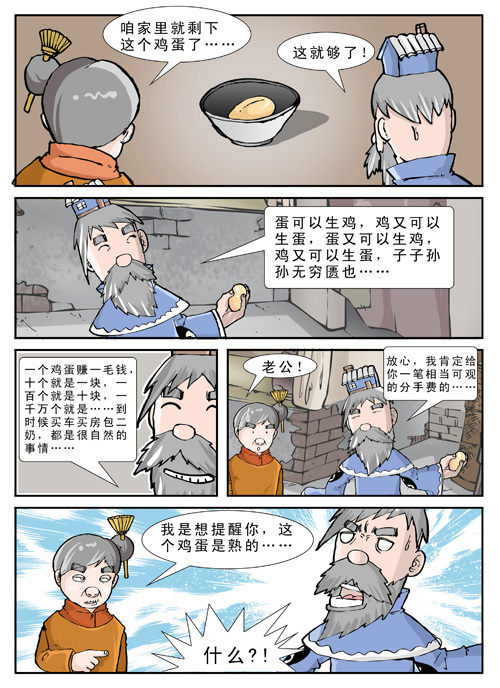 咱家里就剩下
这个鸡蛋了……
这就够了！
蛋可以生鸡，鸡又可以
生蛋，蛋又可以生鸡，
鸡又可以生蛋，子子孙
孙无穷匮也……
一个鸡蛋赚一毛钱，
十个就是一块，一
百个就是十块，一
千万个就是……到
时候买车买房包二
奶，都是很自然的
事情……
老公！
放心，我肯定给
你一笔相当可观
的分手费的……
我是想提醒你，这
个鸡蛋是熟的……
什么？！